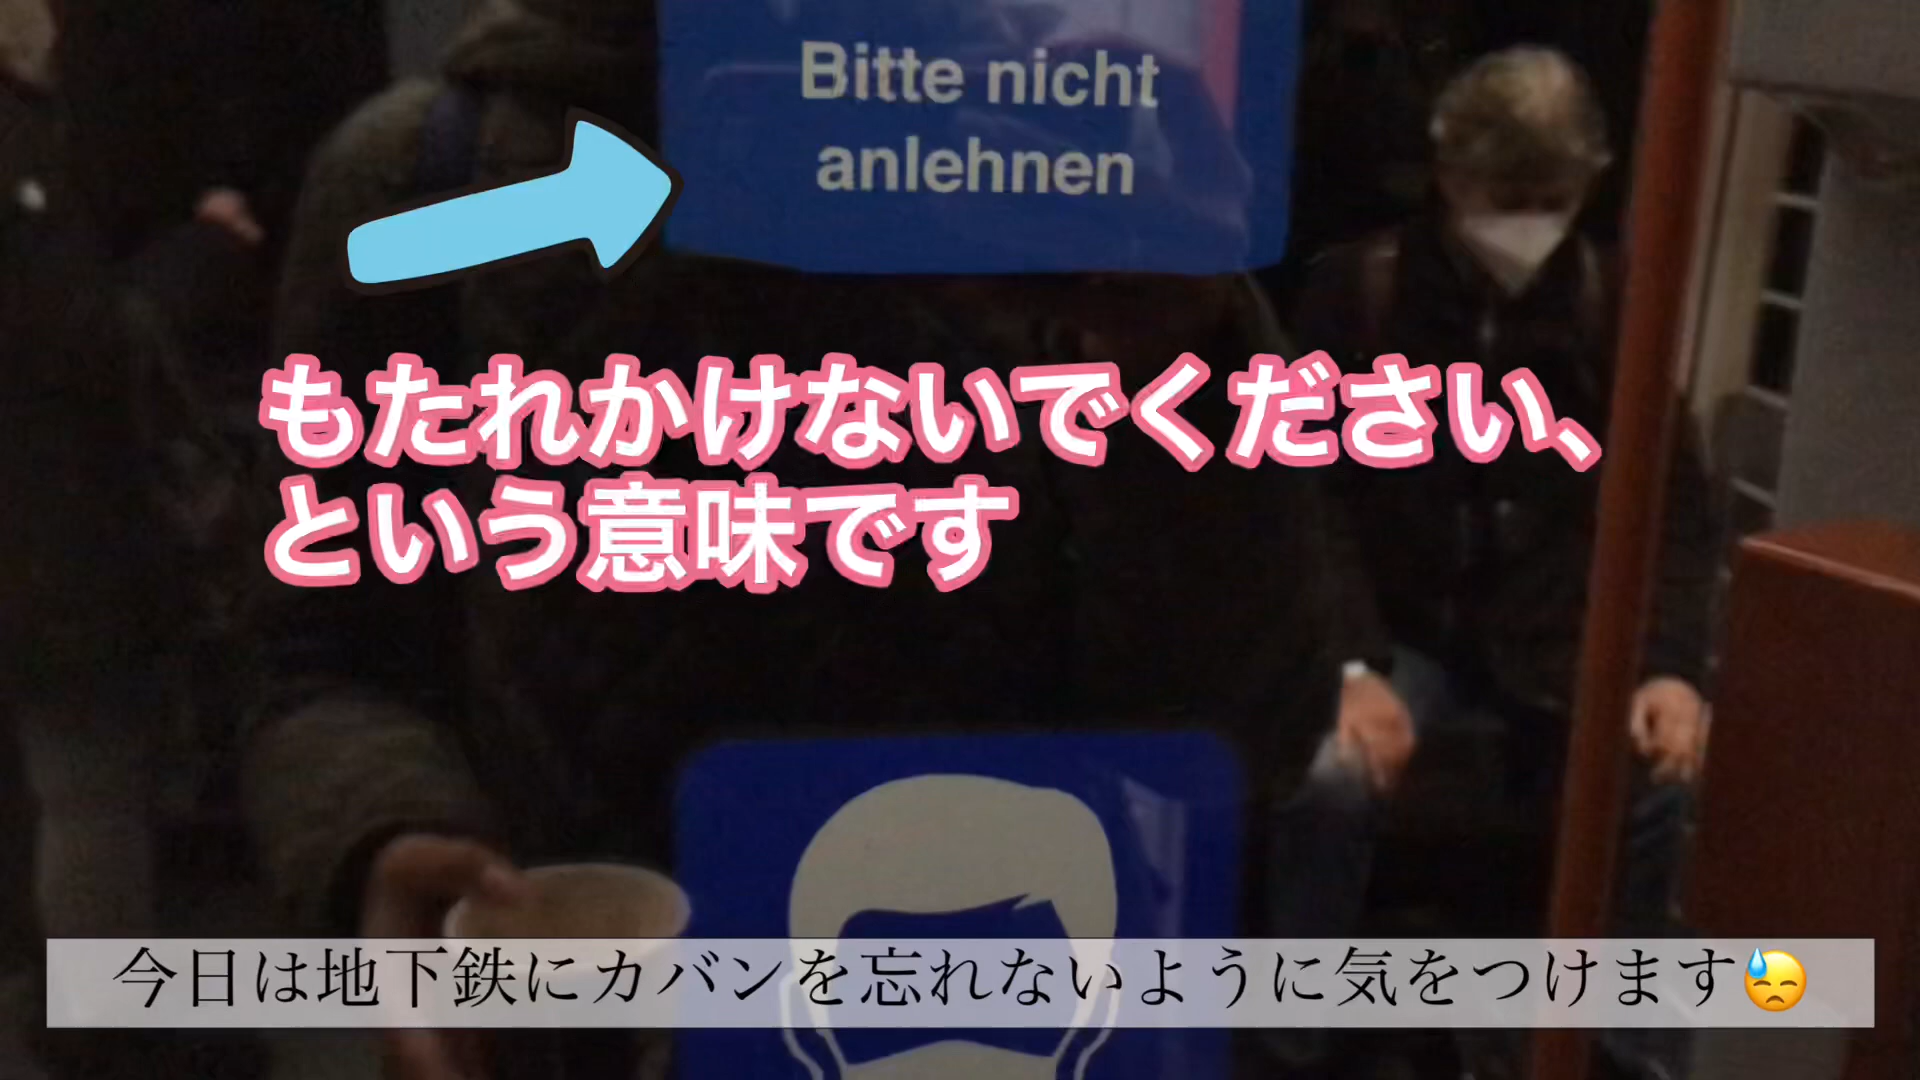 Bitte nicht
anlehnen
もたれかけないでください、
という意味です
今日は地下鉄にカバンを忘れないように気をつけます😓